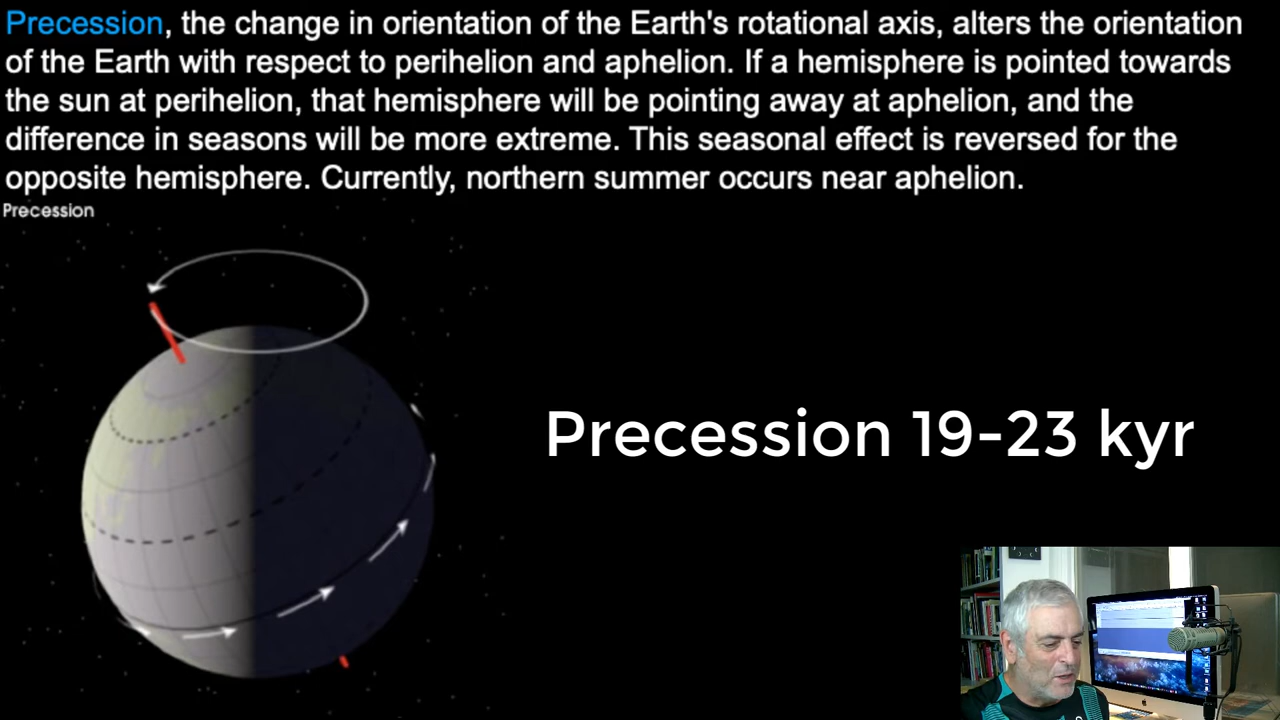 Precession, the change in orientation of the Earth's rotational axis, alters the orientation
of the Earth with respect to perihelion and aphelion. If a hemisphere is pointed towards
the sun at perihelion, that hemisphere will be pointing away at aphelion, and the
difference in seasons will be more extreme. This seasonal effect is reversed for the
opposite hemisphere. Currently, northern summer occurs near aphelion.
Precession
Precession 19-23 kyr